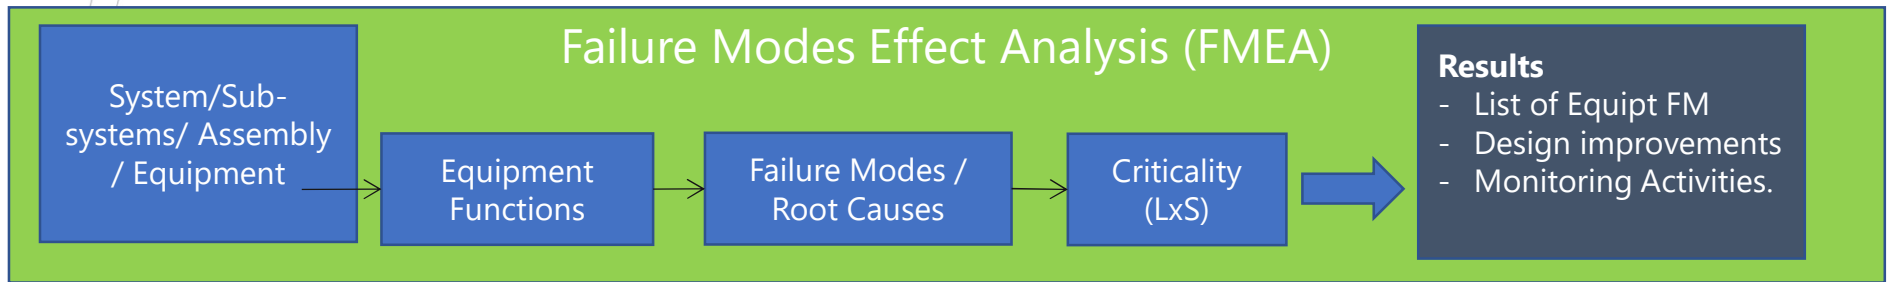 Failure Modes Effect Analysis (FMEA)
System/Sub-
systems/ Assembly
/ Equipment
Equipment
Functions
Failure Modes /
Root Causes
Criticality
(LxS)
Results
- List of Equipt FM
- Design improvements
- Monitoring Activities.